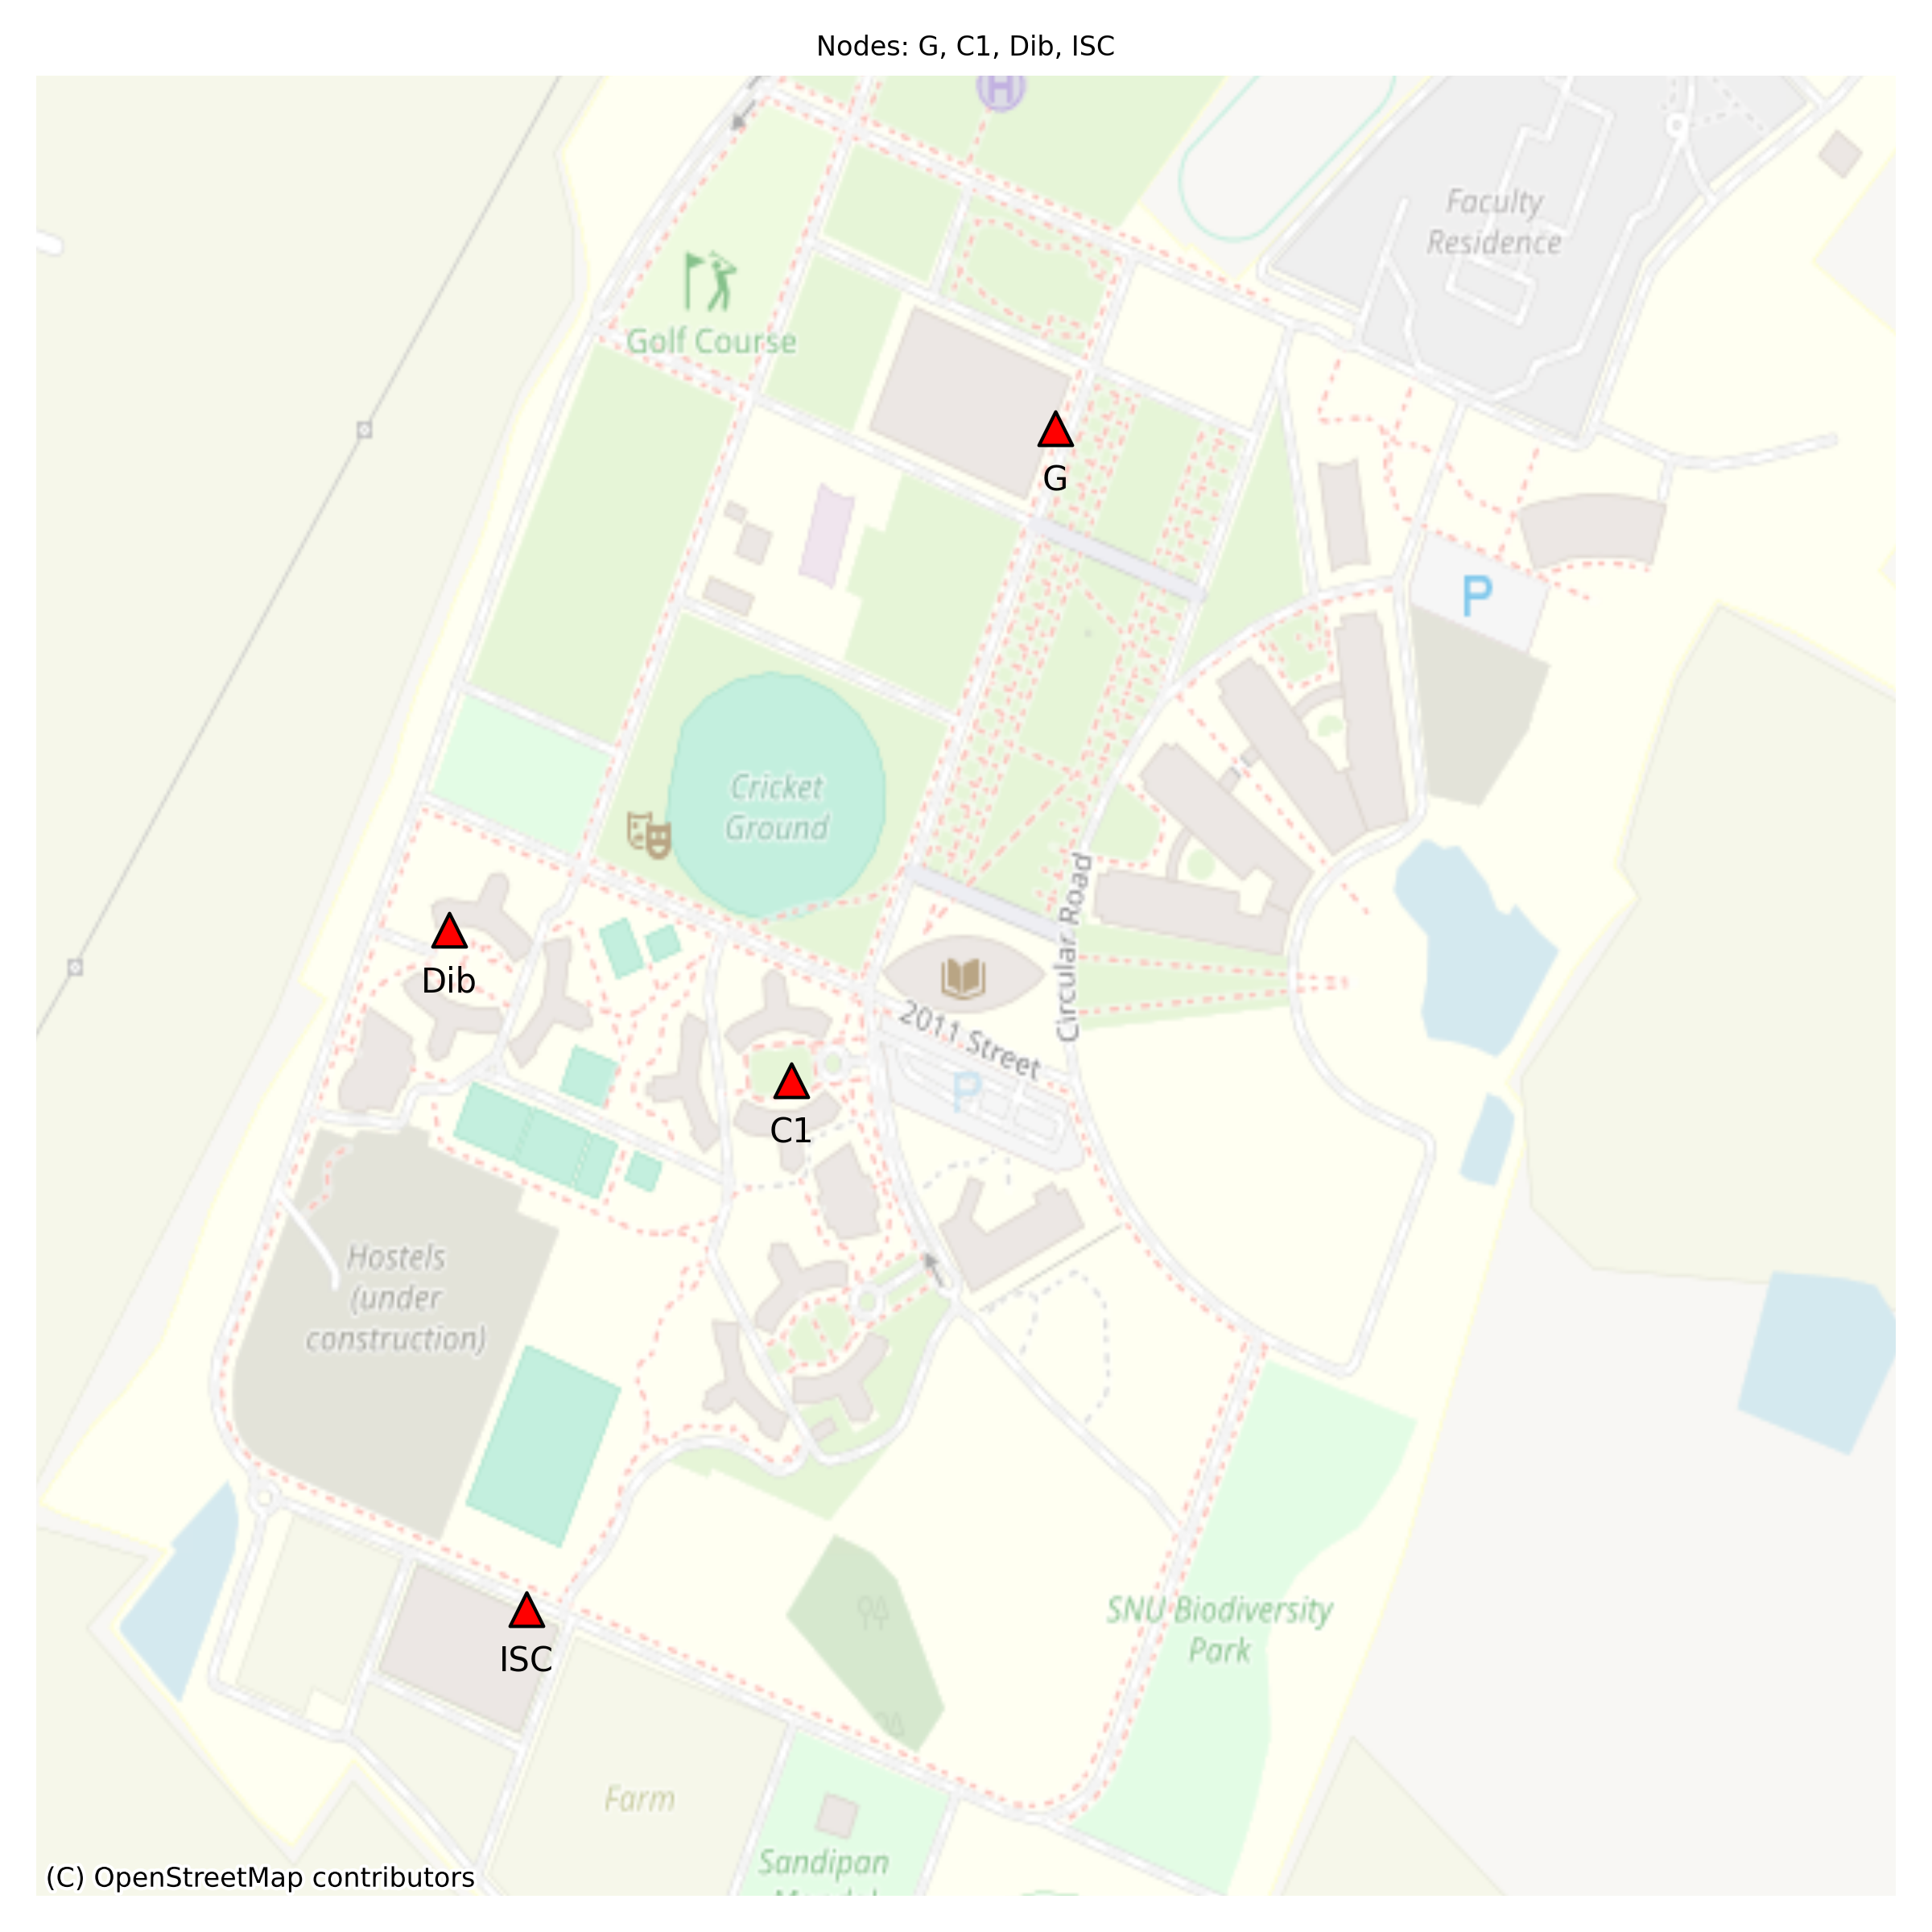 Nodes: G, C1, Dib, ISC
H
Faculty
Residence
Golf Course
G
P
Cricket
Ground
Circular Road
Dib
2011 Street
P
C1
Hostels
(under
construction)
SNU Biodiversity
Park
ISC
Farm
Sandipan
(C) OpenStreetMap contributors